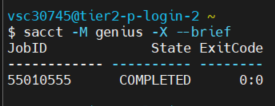 vsc30745@tier2-p-login-2 ~
$ sacct -M genius -X --brief
JobID             State ExitCode
------------ ---------- --------
55010555      COMPLETED      0:0